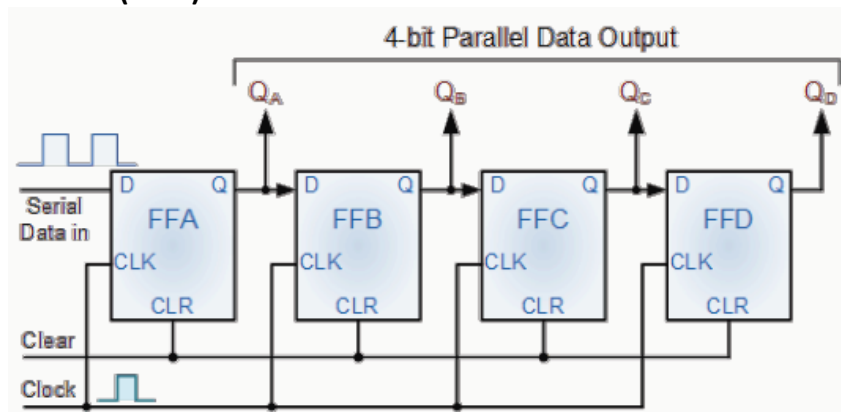 4-bit Parallel Data Output
QA QB QC QD
D Q D Q D Q D Q
Serial
Data in
FFA FFB FFC FFD
CLK CLK CLK CLK
CLR CLR CLR CLR
Clear
Clock